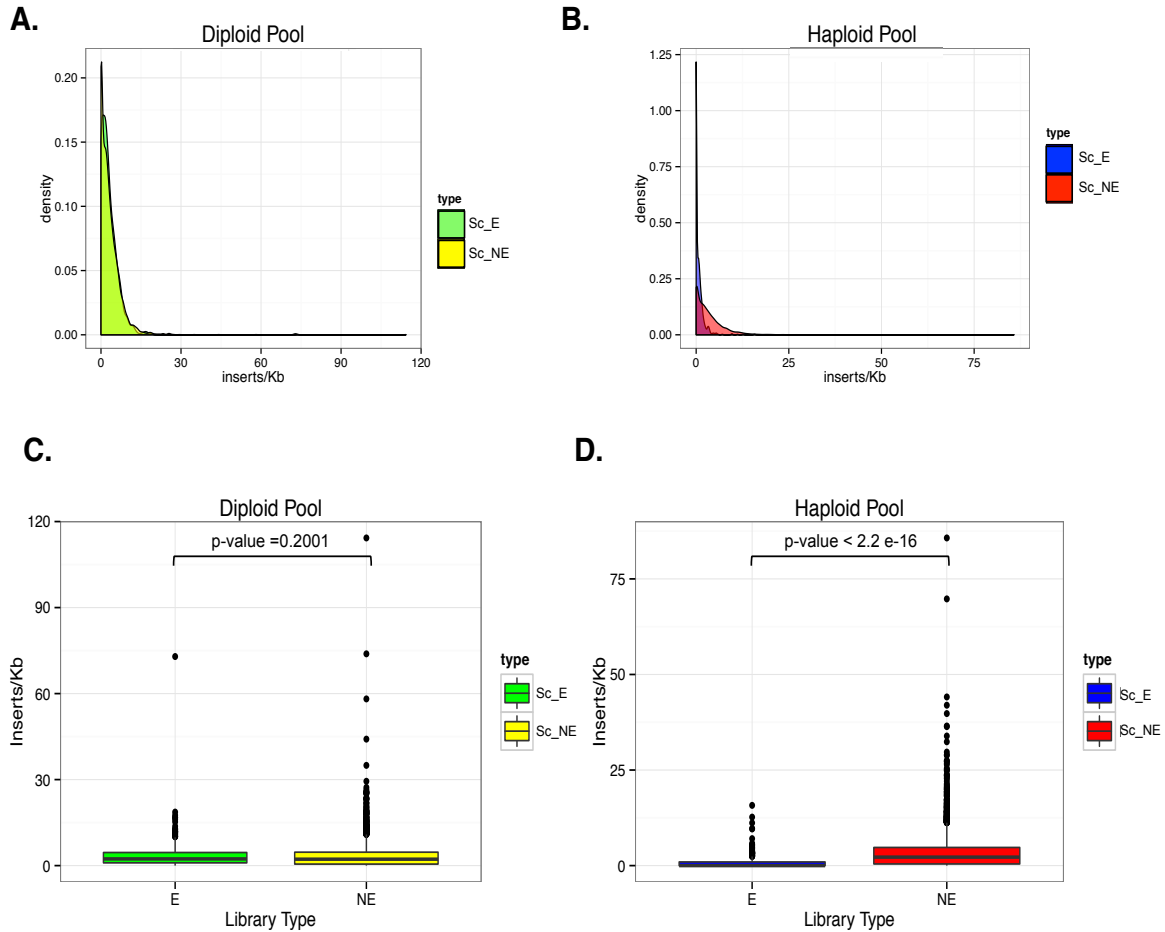 A.
Diploid Pool
0.20
0.15
0.10
0.05
0.00
density
0 30 60 90 120
inserts/Kb
type
Sc_E
Sc_NE
B.
Haploid Pool
1.25
1.00
0.75
0.50
0.25
0.00
density
0 25 50 75
inserts/Kb
type
Sc_E
Sc_NE
C.
Diploid Pool
p-value =0.2001
120
90
60
30
0
Inserts/Kb
E NE
Library Type
type
Sc_E
Sc_NE
D.
Haploid Pool
p-value < 2.2 e-16
75
50
25
0
Inserts/Kb
E NE
Library Type
type
Sc_E
Sc_NE